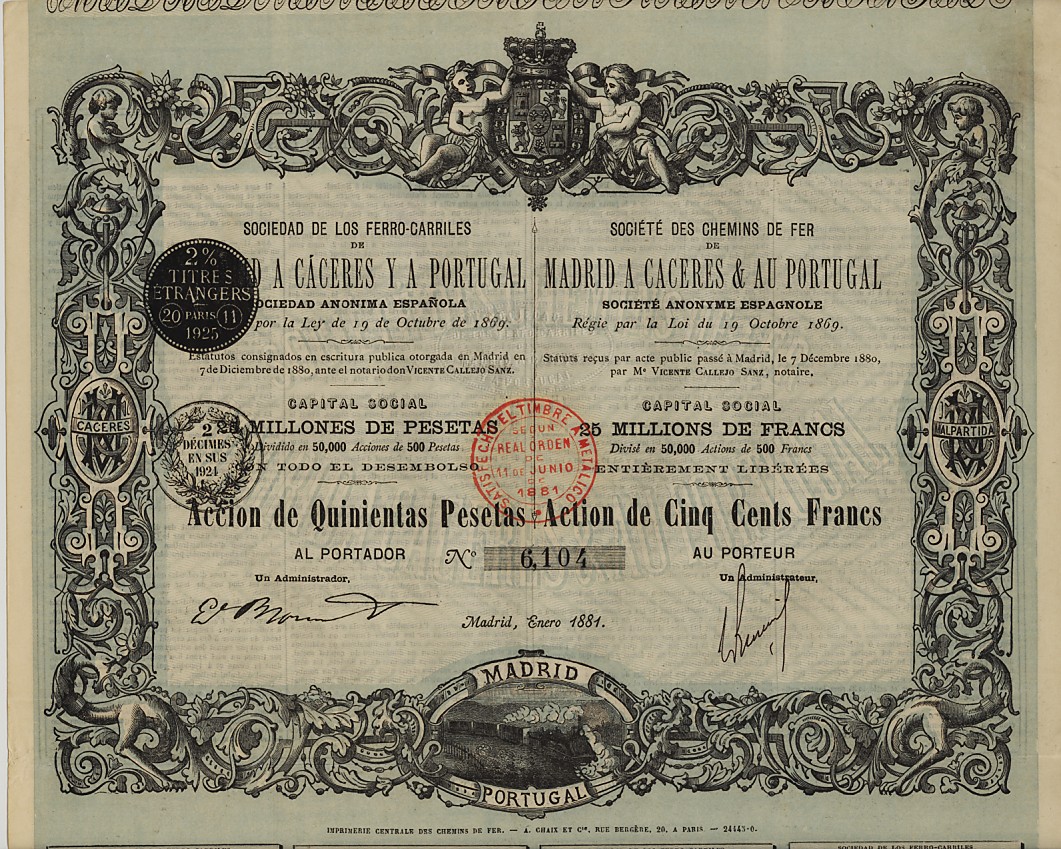 SOCIEDAD DE LOS FERRO-CARRILES
DE
D A CÁCERES Y A PORTUGAL
OCIEDAD ANONIMA ESPAÑOLA
por la Ley de 19 de Octubre de 1869.
Estatutos consignados en escritura publica otorgada en Madrid en
7 de Diciembre de 1880, ante el notario don VICENTE CALLEJO SANZ.
CAPITAL SOCIAL
25 MILLONES DE PESETAS
Dividido en 50,000 Acciones de 500 Pesetas
ON TODO EL DESEMBOLSO
Accion de Quinientas Pesetas
AL PORTADOR
Un Administrador,
SOCIÉTÉ DES CHEMINS DE FER
DE
MADRID A CACERES & AU PORTUGAL
SOCIÉTÉ ANONYME ESPAGNOLE
Régie par la Loi du 19 Octobre 1869.
Statuts reçus par acte public passé à Madrid, le 7 Décembre 1880,
par Me VICENTE CALLEJO SANZ, notaire,
CAPITAL SOCIAL
25 MILLIONS DE FRANCS
Divisé en 50,000 Actions de 500 Francs
ENTIÈREMENT LIBÉRÉES
Action de Cinq Cents Francs
AU PORTEUR
Un Administrateur,
No 6,104
Madrid, Enero 1881.
2%
TITRES
ÉTRANGERS
20 PARIS 11
1925
2
DÉCIMES
EN SUS
1924
SATISFECHO EL TIMBRE A METÁLICO
SEGUN
REAL ORDEN
DE
11 DE JUNIO
DE
1881
CACERES
MALPARTIDA
MADRID
PORTUGAL
IMPRIMERIE CENTRALE DES CHEMINS DE FER. — A. CHAIX ET Cie, RUE BERGÈRE, 20, A PARIS. — 24443-0.
SOCIEDAD DE LOS FERRO-CARRILES